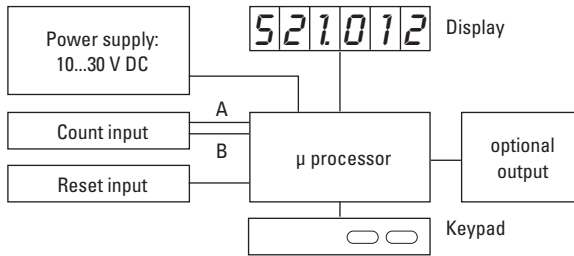 Power supply:
10...30 V DC
521.012
Display
A
Count input
B
Reset input
µ processor
optional
output
Keypad